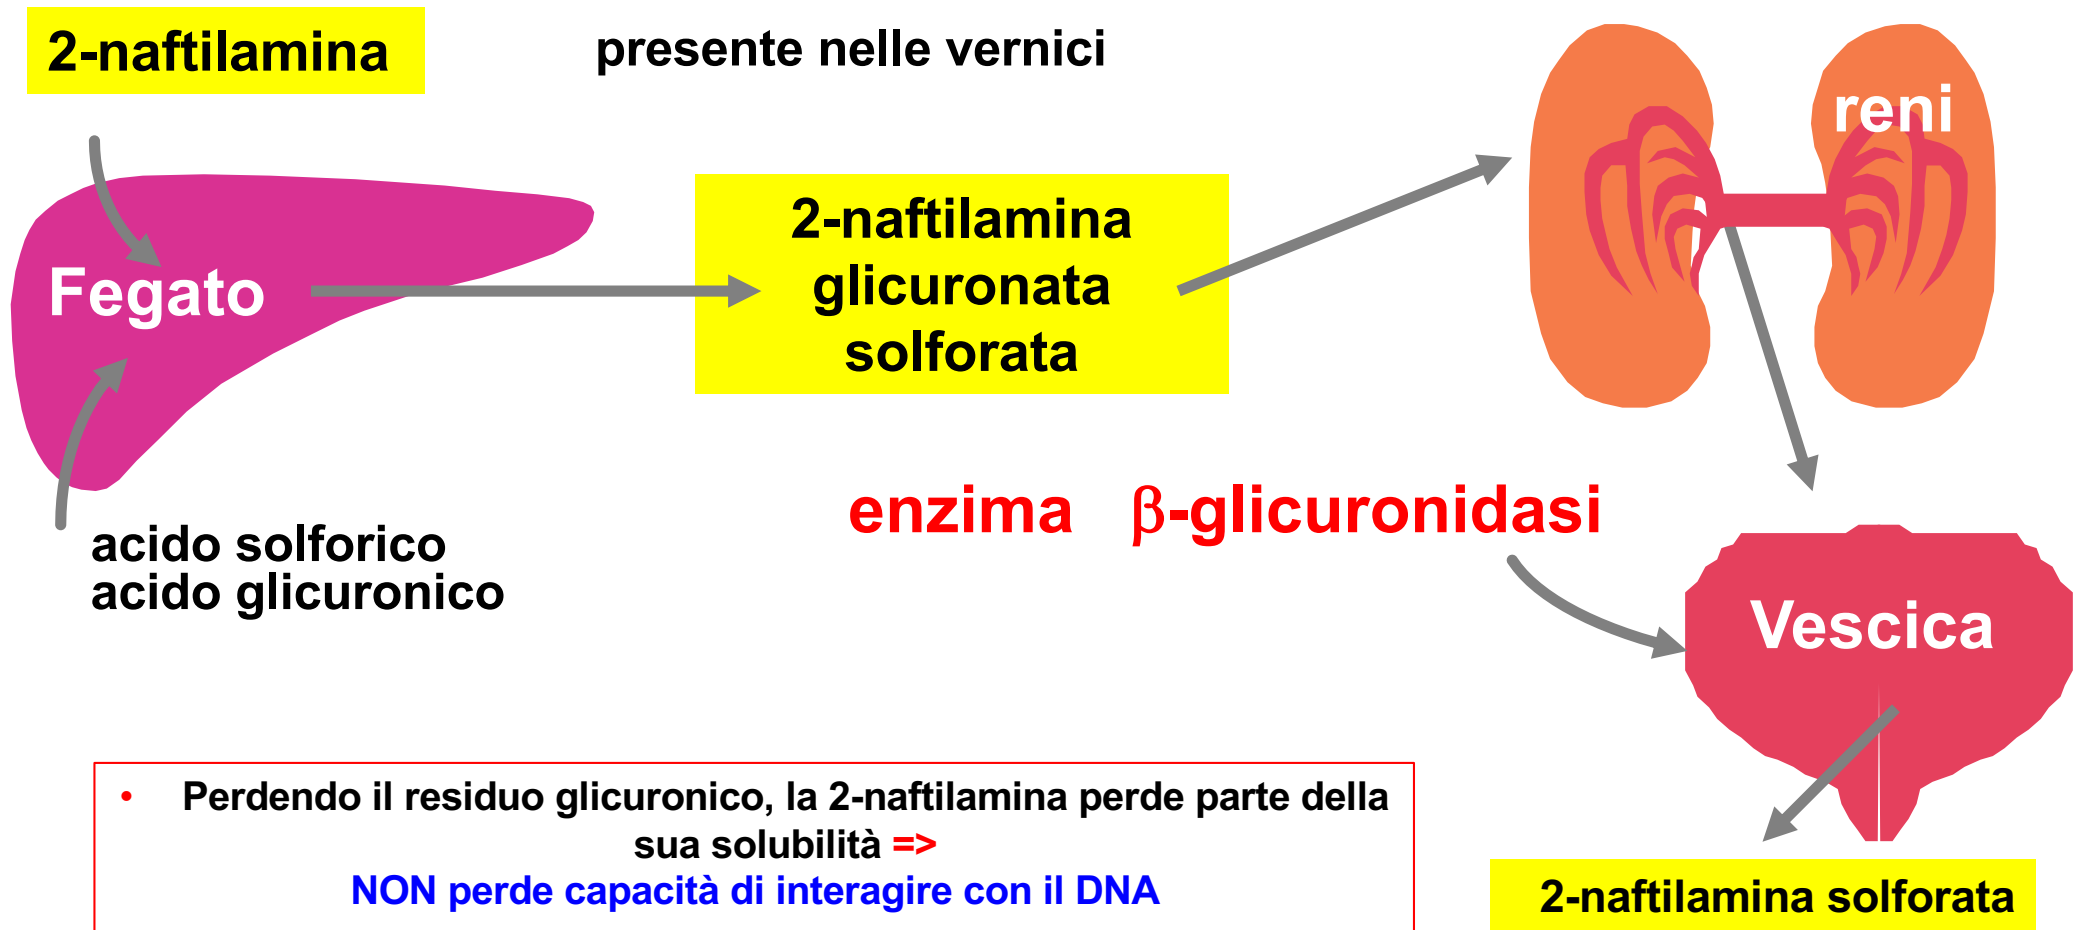 2-naftilamina
presente nelle vernici
reni
2-naftilamina
glicuronata
solforata
Fegato
enzima β-glicuronidasi
acido solforico
acido glicuronico
Vescica
• Perdendo il residuo glicuronico, la 2-naftilamina perde parte della
sua solubilità =>
NON perde capacità di interagire con il DNA
2-naftilamina solforata